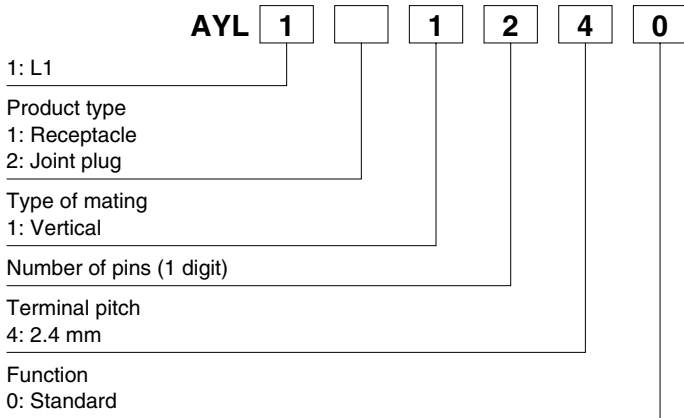 AYL 1 1 2 4 0
1: L1
Product type
1: Receptacle
2: Joint plug
Type of mating
1: Vertical
Number of pins (1 digit)
Terminal pitch
4: 2.4 mm
Function
0: Standard